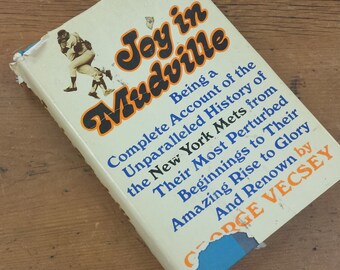 Joy in
Mudville
Being a
Complete Account of the
Unparalleled History of
the New York Mets from
Their Most Perturbed
Beginnings to Their
Amazing Rise to Glory
And Renown by
GEORGE VECSEY